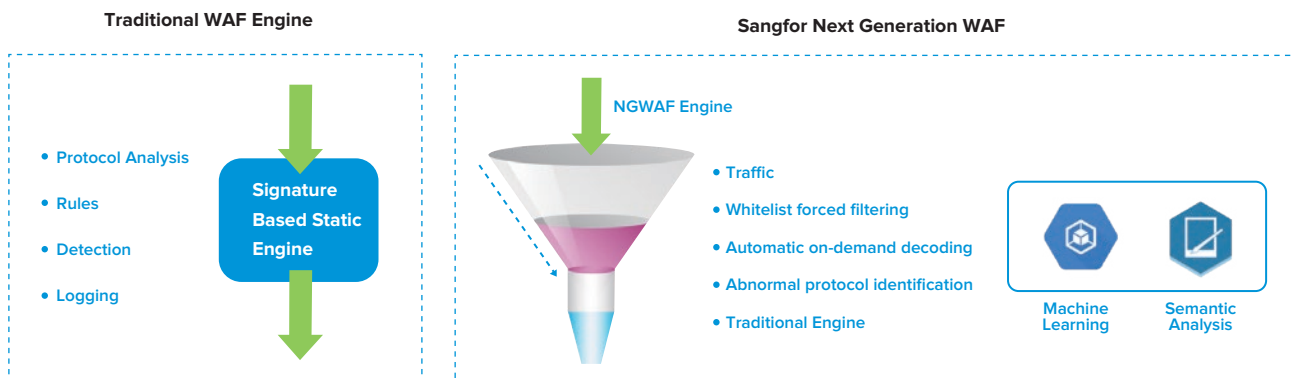 Traditional WAF Engine
Protocol Analysis
Rules
Detection
Logging
Signature
Based Static
Engine
Sangfor Next Generation WAF
NGWAF Engine
Traffic
Whitelist forced filtering
Automatic on-demand decoding
Abnormal protocol identification
Traditional Engine
Machine
Learning
Semantic
Analysis